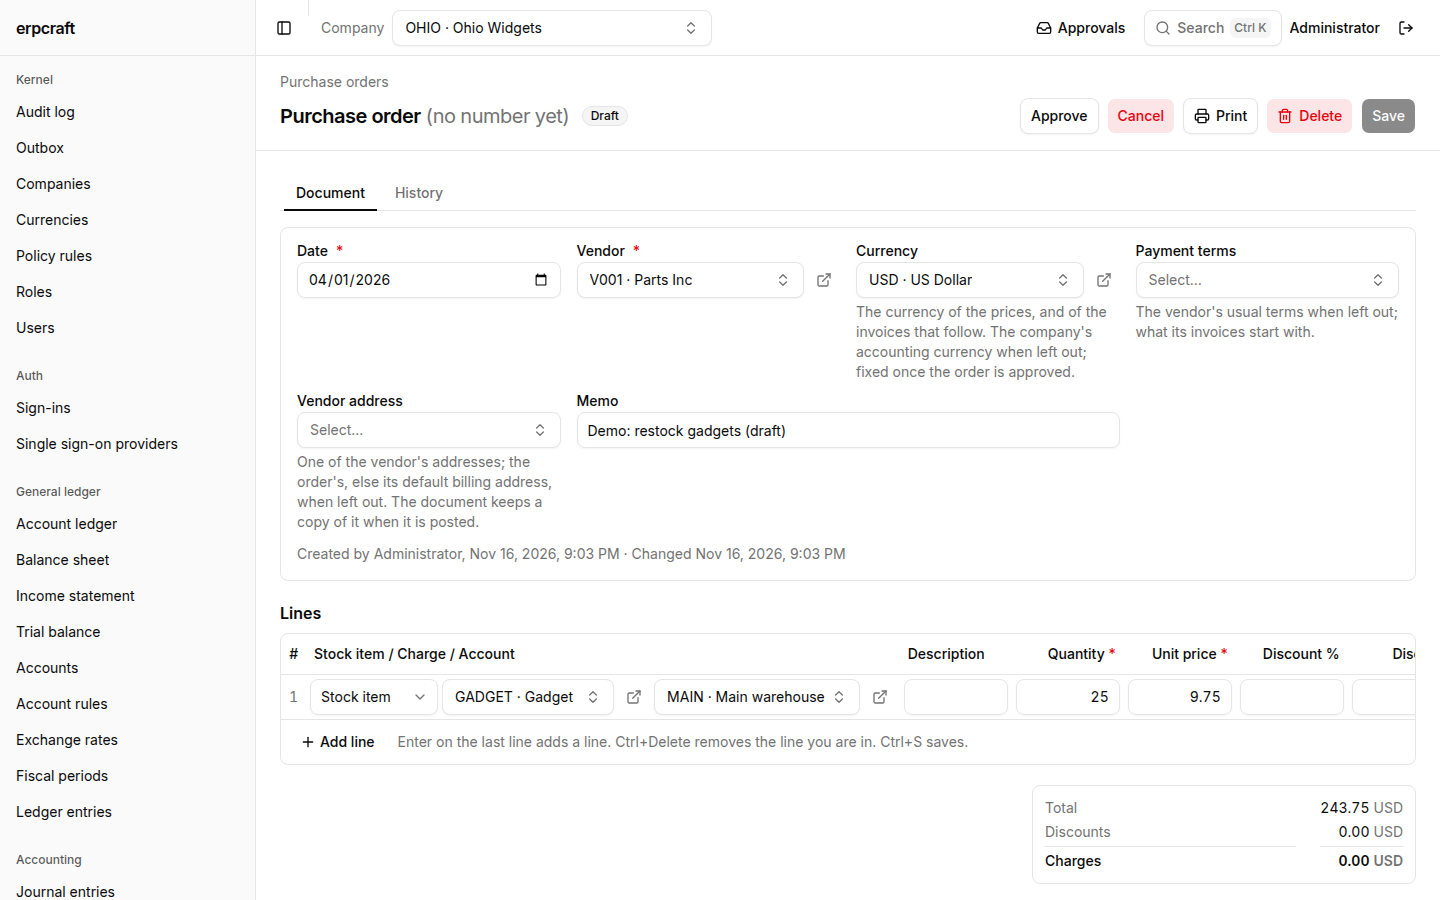 erpcraft
Company OHIO · Ohio Widgets
Approvals Search Ctrl K Administrator
Kernel
Audit log
Outbox
Companies
Currencies
Policy rules
Roles
Users
Auth
Sign-ins
Single sign-on providers
General ledger
Account ledger
Balance sheet
Income statement
Trial balance
Accounts
Account rules
Exchange rates
Fiscal periods
Ledger entries
Accounting
Journal entries
Purchase orders
Purchase order (no number yet) Draft
Approve Cancel Print Delete Save
Document History
Date * Vendor * Currency Payment terms
04/01/2026 V001 · Parts Inc USD · US Dollar Select...
The currency of the prices, and of the
invoices that follow. The company's
accounting currency when left out;
fixed once the order is approved.
The vendor's usual terms when left out;
what its invoices start with.
Vendor address Memo
Select... Demo: restock gadgets (draft)
One of the vendor's addresses; the
order's, else its default billing address,
when left out. The document keeps a
copy of it when it is posted.
Created by Administrator, Nov 16, 2026, 9:03 PM · Changed Nov 16, 2026, 9:03 PM
Lines
# Stock item / Charge / Account Description Quantity * Unit price * Discount %
1 Stock item GADGET · Gadget MAIN · Main warehouse 25 9.75
+ Add line Enter on the last line adds a line. Ctrl+Delete removes the line you are in. Ctrl+S saves.
Total 243.75 USD
Discounts 0.00 USD
Charges 0.00 USD